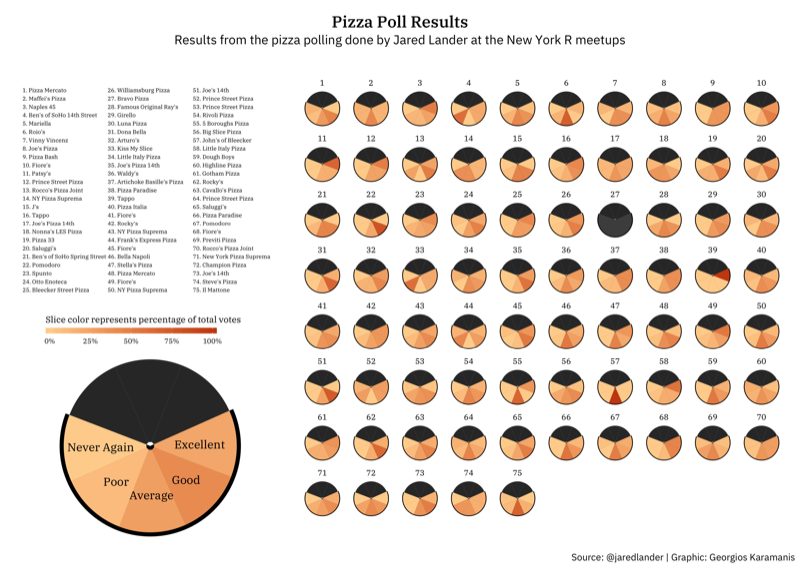 Pizza Poll Results
Results from the pizza polling done by Jared Lander at the New York R meetups
1. Pizza Mercato
2. Maffei's Pizza
3. Naples 45
4. Ben's of SoHo 14th Street
5. Mariella
6. Roio's
7. Vinny Vincenz
8. Joe's Pizza
9. Pizza Bash
10. Fiore's
11. Patsy's
12. Prince Street Pizza
13. Rocco's Pizza Joint
14. NY Pizza Suprema
15. J's
16. Tappo
17. Joe's Pizza 14th
18. Nonna's LES Pizza
19. Pizza 33
20. Saluggi's
21. Ben's of SoHo Spring Street
22. Pomodoro
23. Spunto
24. Otto Enoteca
25. Bleecker Street Pizza
26. Williamsburg Pizza
27. Bravo Pizza
28. Famous Original Ray's
29. Girello
30. Luna Pizza
31. Dona Bella
32. Arturo's
33. Kiss My Slice
34. Little Italy Pizza
35. Joe's Pizza 14th
36. Waldy's
37. Artichoke Basille's Pizza
38. Pizza Paradise
39. Tappo
40. Pizza Italia
41. Fiore's
42. Rocky's
43. NY Pizza Suprema
44. Frank's Express Pizza
45. Fiore's
46. Bella Napoli
47. Stella's Pizza
48. Pizza Mercato
49. Fiore's
50. NY Pizza Suprema
51. Joe's 14th
52. Prince Street Pizza
53. Prince Street Pizza
54. Rivoli Pizza
55. 5 Boroughs Pizza
56. Big Slice Pizza
57. John's of Bleecker
58. Little Italy Pizza
59. Dough Boys
60. Highline Pizza
61. Gotham Pizza
62. Rocky's
63. Cavallo's Pizza
64. Prince Street Pizza
65. Saluggi's
66. Pizza Paradise
67. Pomodoro
68. Fiore's
69. Previti Pizza
70. Rocco's Pizza Joint
71. New York Pizza Suprema
72. Champion Pizza
73. Joe's 14th
74. Steve's Pizza
75. Il Mattone
Slice color represents percentage of total votes
0% 25% 50% 75% 100%
Never Again
Excellent
Poor
Good
Average
1 2 3 4 5 6 7 8 9 10
11 12 13 14 15 16 17 18 19 20
21 22 23 24 25 26 27 28 29 30
31 32 33 34 35 36 37 38 39 40
41 42 43 44 45 46 47 48 49 50
51 52 53 54 55 56 57 58 59 60
61 62 63 64 65 66 67 68 69 70
71 72 73 74 75
Source: @jaredlander | Graphic: Georgios Karamanis